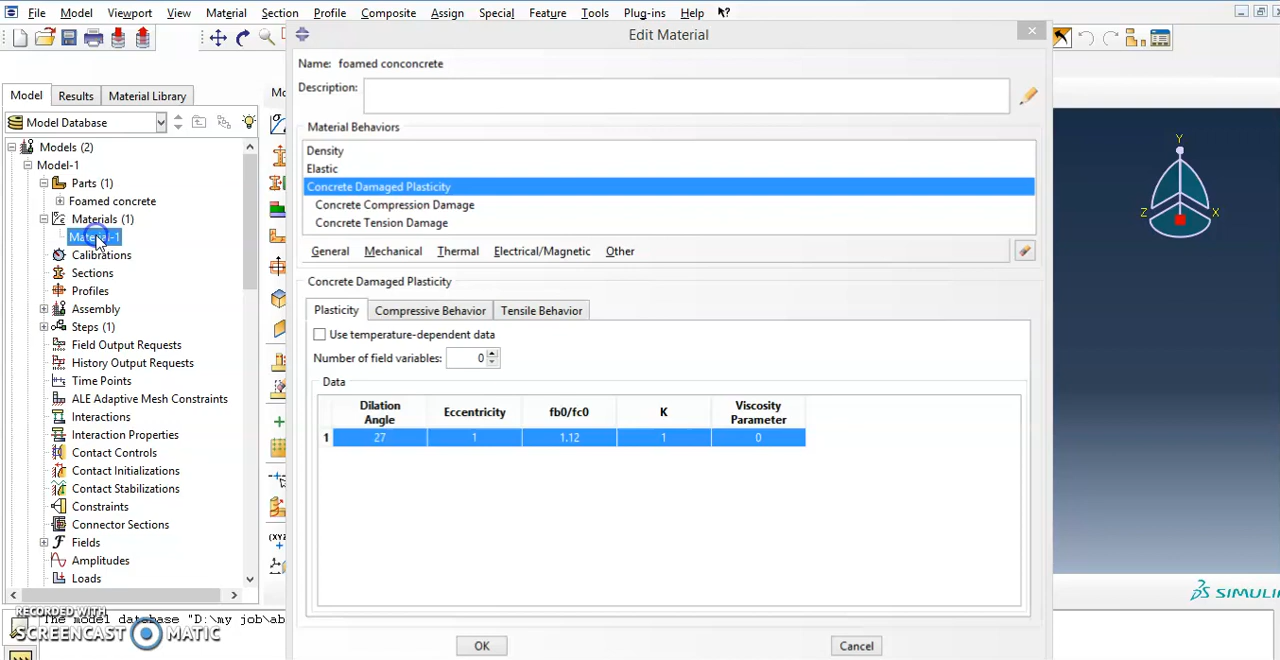 File Model Viewport View Material Section Profile Composite Assign Special Feature Tools Plug-ins Help
Edit Material
Name: foamed conconcrete
Description:
Model Results Material Library
Model Database
Models (2)
Model-1
Parts (1)
Foamed concrete
Materials (1)
Material-1
Calibrations
Sections
Profiles
Assembly
Steps (1)
Field Output Requests
History Output Requests
Time Points
ALE Adaptive Mesh Constraints
Interactions
Interaction Properties
Contact Controls
Contact Initializations
Contact Stabilizations
Constraints
Connector Sections
Fields
Amplitudes
Loads
Material Behaviors
Density
Elastic
Concrete Damaged Plasticity
Concrete Compression Damage
Concrete Tension Damage
General Mechanical Thermal Electrical/Magnetic Other
Concrete Damaged Plasticity
Plasticity Compressive Behavior Tensile Behavior
Use temperature-dependent data
Number of field variables: 0
Data
Dilation Angle Eccentricity fb0/fc0 K Viscosity Parameter
1 27 1 1.12 1 0
OK Cancel
Y
Z X
The model database "D:\my job\ab
RECORDED WITH
SCREENCAST MATIC